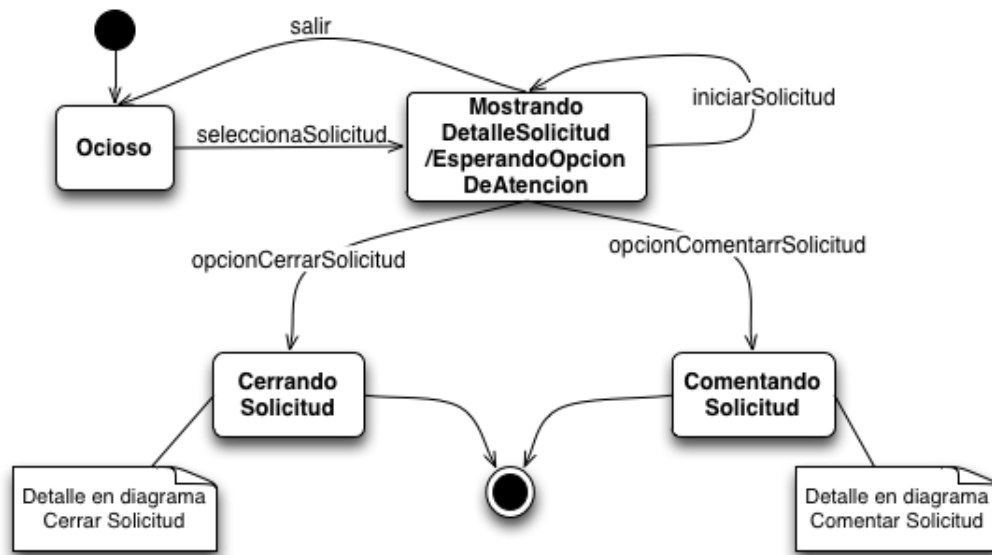 salir
iniciarSolicitud
Ocioso
seleccionaSolicitud
Mostrando
DetalleSolicitud
/EsperandoOpcion
DeAtencion
opcionCerrarSolicitud
opcionComentarrSolicitud
Cerrando
Solicitud
Comentando
Solicitud
Detalle en diagrama
Cerrar Solicitud
Detalle en diagrama
Comentar Solicitud